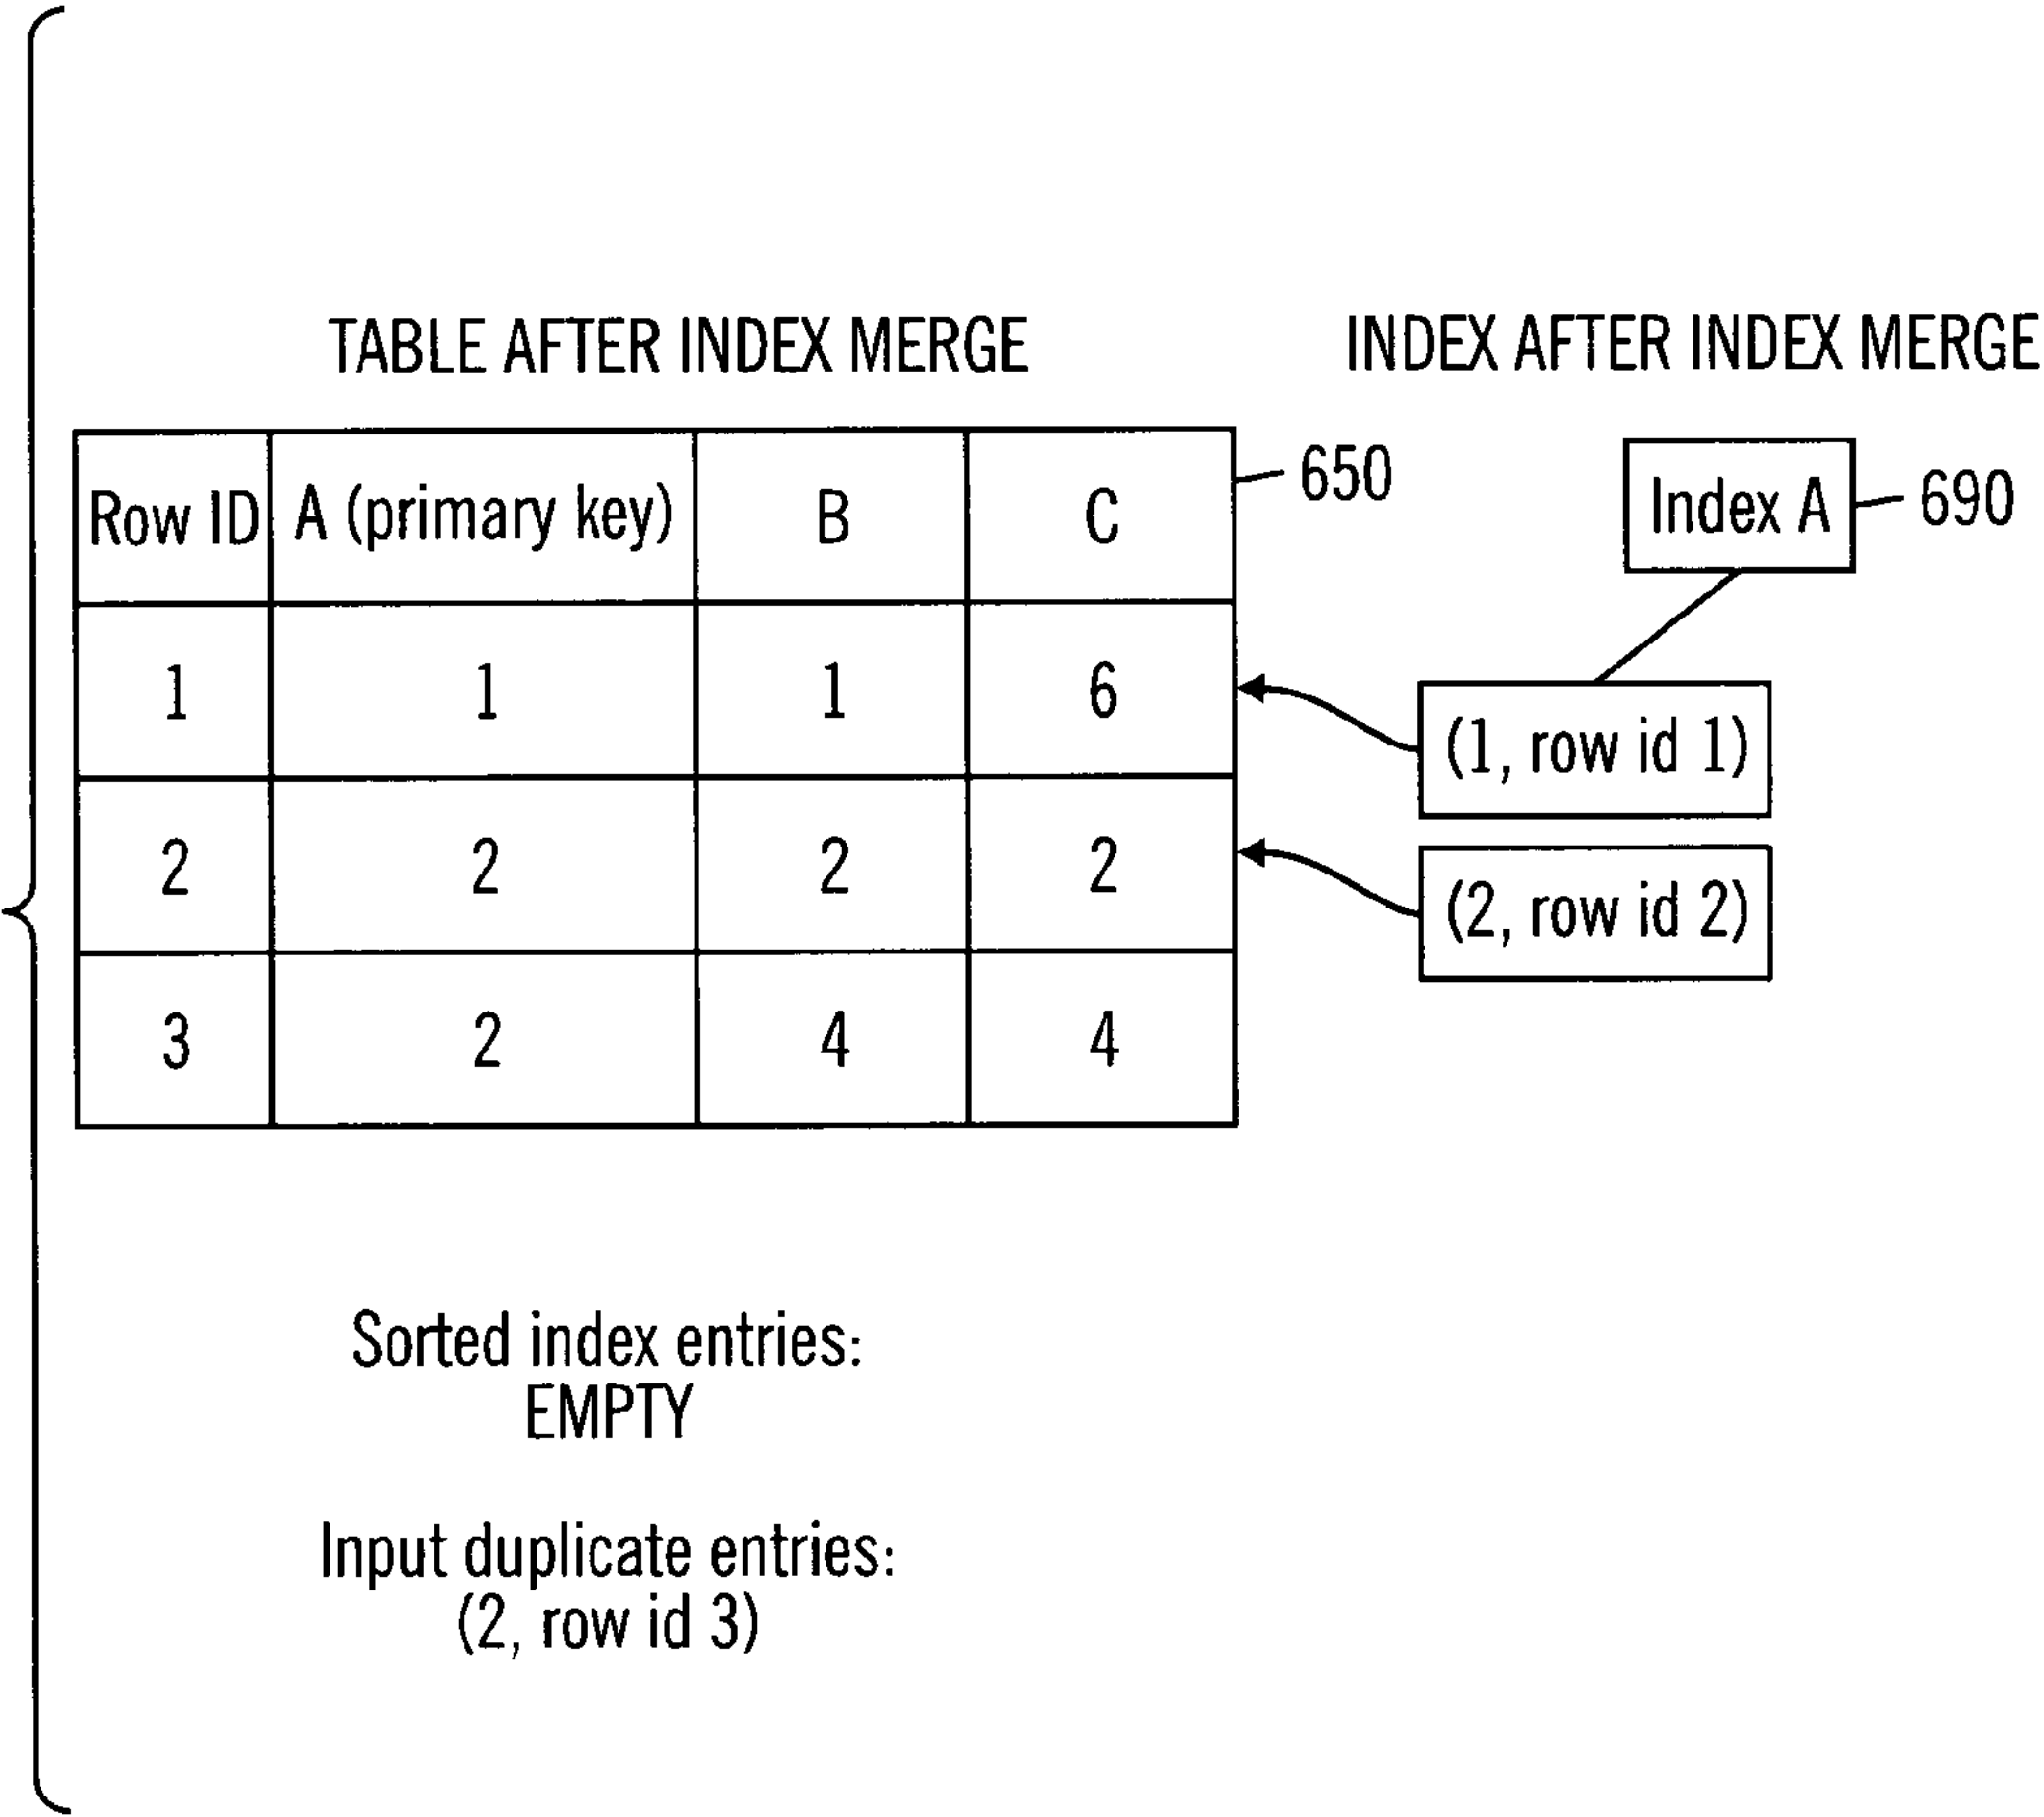 TABLE AFTER INDEX MERGE
INDEX AFTER INDEX MERGE
Row ID A (primary key) B C
650
Index A
690
1 1 1 6
(1, row id 1)
2 2 2 2
(2, row id 2)
3 2 4 4
Sorted index entries:
EMPTY
Input duplicate entries:
(2, row id 3)